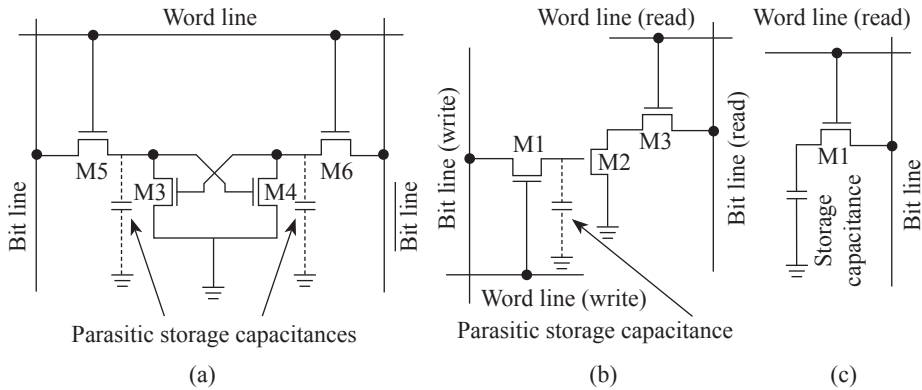 Word line
M5
M3
M4
M6
Bit line
Bit line
Parasitic storage capacitances
(a)
Word line (read)
Bit line (write)
M1
M2
M3
Bit line (read)
Word line (write)
Parasitic storage capacitance
(b)
Word line (read)
M1
Storage
capacitance
Bit line
(c)